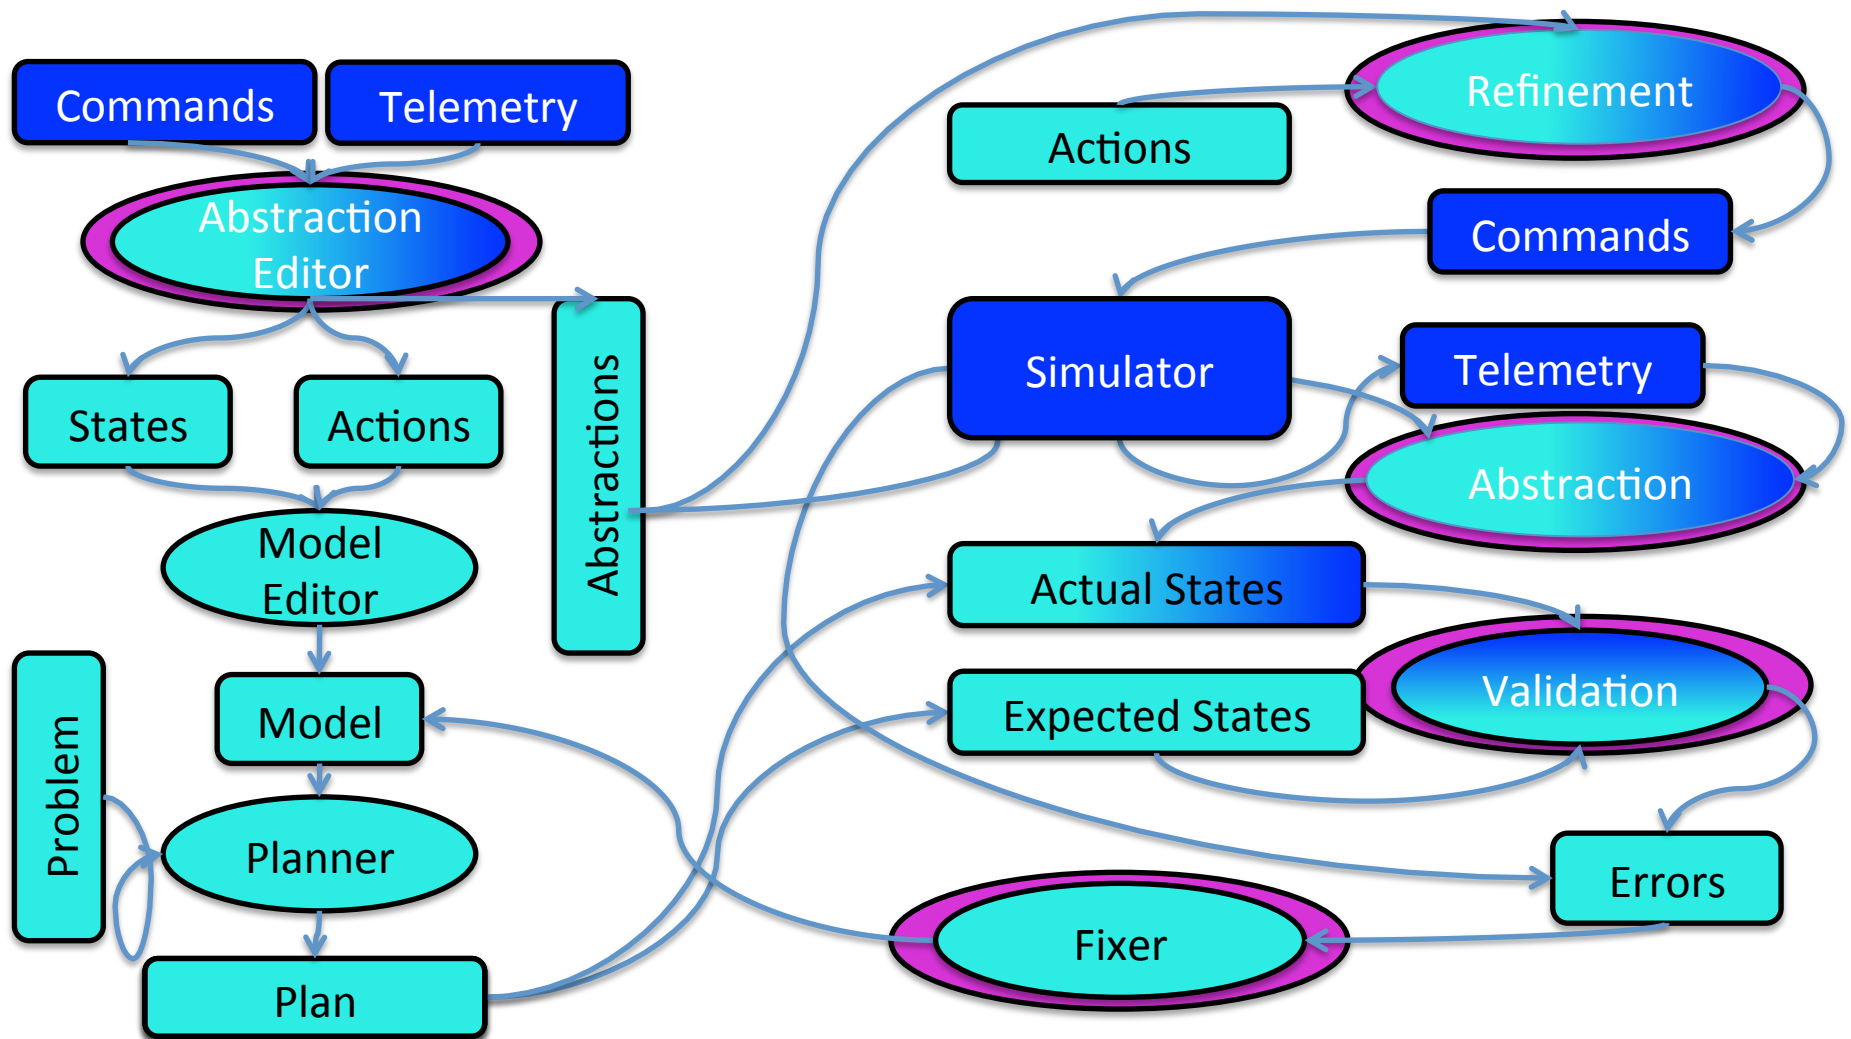 Commands
Telemetry
Abstraction
Editor
States
Actions
Abstractions
Model
Editor
Model
Problem
Planner
Plan
Refinement
Actions
Commands
Simulator
Telemetry
Abstraction
Actual States
Expected States
Validation
Errors
Fixer